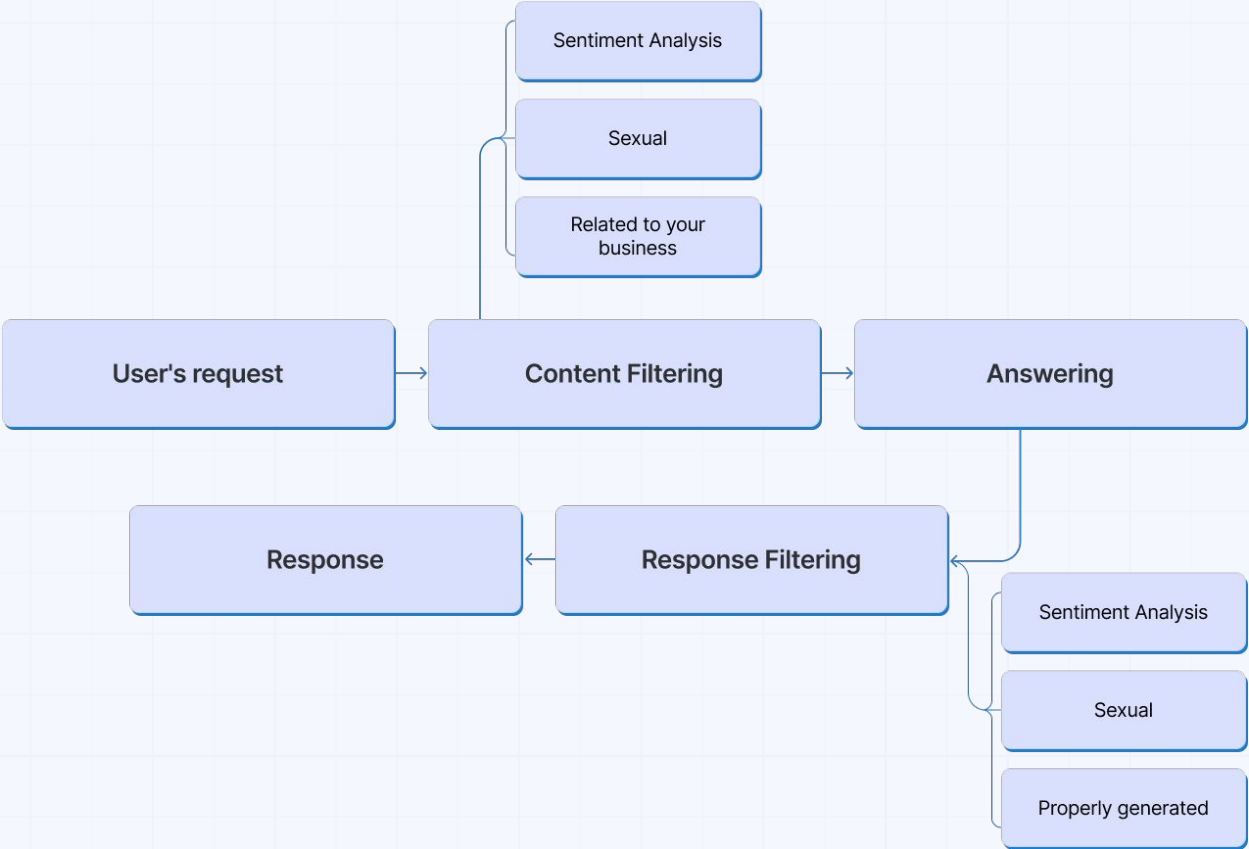 Sentiment Analysis
Sexual
Related to your
business
User's request
Content Filtering
Answering
Response
Response Filtering
Sentiment Analysis
Sexual
Properly generated